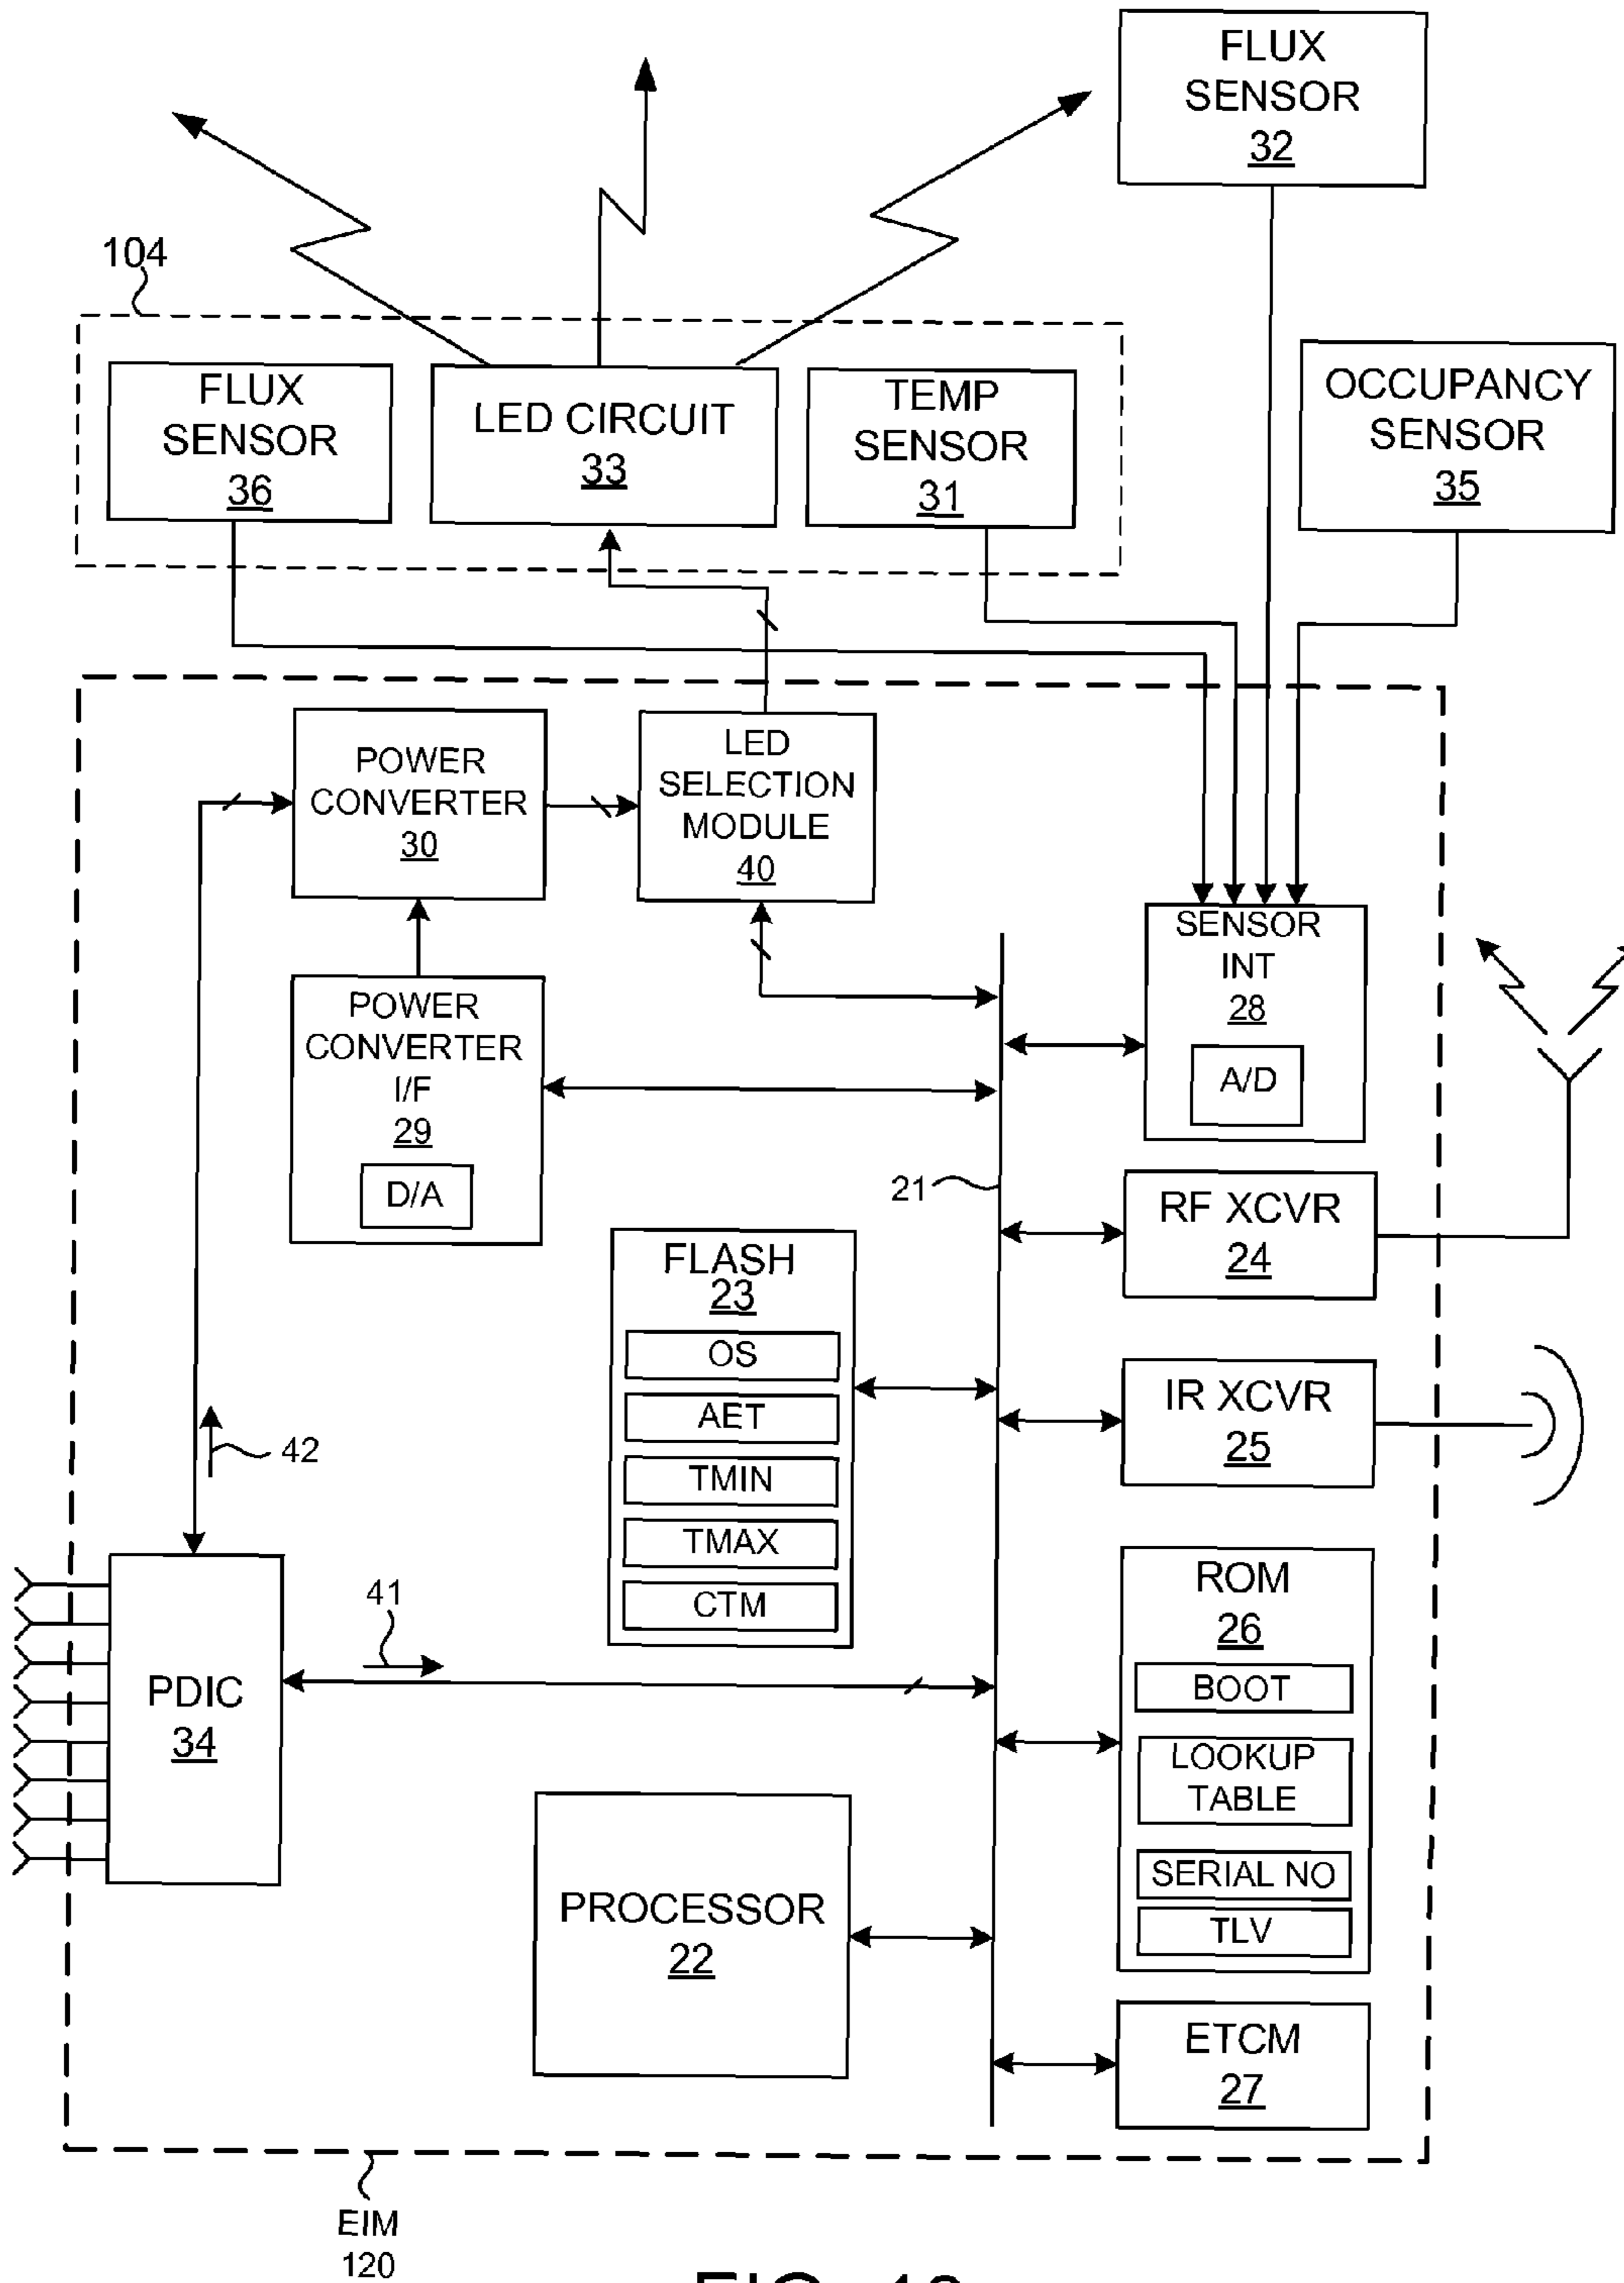 FLUX
SENSOR
32
104
FLUX
SENSOR
36
LED CIRCUIT
33
TEMP
SENSOR
31
OCCUPANCY
SENSOR
35
POWER
CONVERTER
30
LED
SELECTION
MODULE
40
SENSOR
INT
28
A/D
POWER
CONVERTER
I/F
29
D/A
21
RF XCVR
24
FLASH
23
OS
AET
TMIN
TMAX
CTM
IR XCVR
25
42
41
PDIC
34
ROM
26
BOOT
LOOKUP
TABLE
SERIAL NO
TLV
PROCESSOR
22
ETCM
27
EIM
120